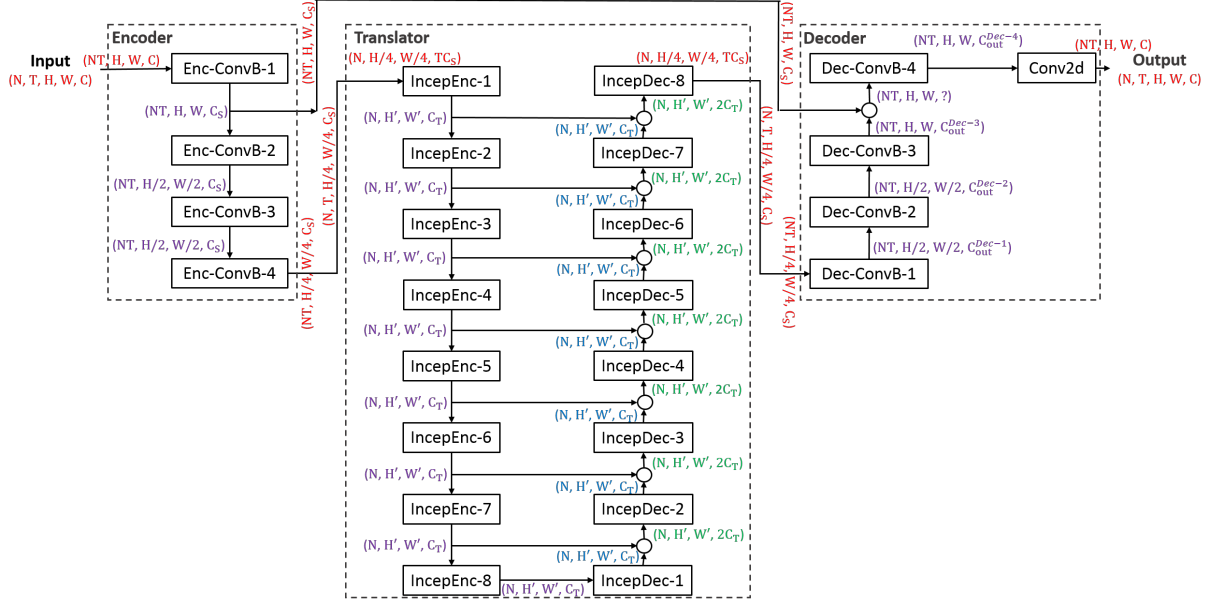 Encoder
Input
(NT, H, W, C)
(N, T, H, W, C)
Enc-ConvB-1
(NT, H, W, C_S)
Enc-ConvB-2
(NT, H/2, W/2, C_S)
Enc-ConvB-3
(NT, H/2, W/2, C_S)
Enc-ConvB-4
(NT, H, W, C_S)
(N, T, H/4, W/4, C_S)
(NT, H/4, W/4, C_S)
Translator
(N, H/4, W/4, TC_S)
IncepEnc-1
(N, H′, W′, C_T)
IncepEnc-2
(N, H′, W′, C_T)
IncepEnc-3
(N, H′, W′, C_T)
IncepEnc-4
(N, H′, W′, C_T)
IncepEnc-5
(N, H′, W′, C_T)
IncepEnc-6
(N, H′, W′, C_T)
IncepEnc-7
(N, H′, W′, C_T)
IncepEnc-8
(N, H′, W′, C_T)
(N, H/4, W/4, TC_S)
IncepDec-8
(N, H′, W′, 2C_T)
(N, H′, W′, C_T)
IncepDec-7
(N, H′, W′, 2C_T)
(N, H′, W′, C_T)
IncepDec-6
(N, H′, W′, 2C_T)
(N, H′, W′, C_T)
IncepDec-5
(N, H′, W′, 2C_T)
(N, H′, W′, C_T)
IncepDec-4
(N, H′, W′, 2C_T)
(N, H′, W′, C_T)
IncepDec-3
(N, H′, W′, 2C_T)
(N, H′, W′, C_T)
IncepDec-2
(N, H′, W′, 2C_T)
(N, H′, W′, C_T)
IncepDec-1
(N, T, H/4, W/4, C_S)
(NT, H, W, C_S)
(NT, H/4, W/4, C_S)
Decoder
(NT, H, W, C_out^{Dec−4})
(NT, H, W, C)
Dec-ConvB-4
Conv2d
Output
(N, T, H, W, C)
(NT, H, W, ?)
(NT, H, W, C_out^{Dec−3})
Dec-ConvB-3
(NT, H/2, W/2, C_out^{Dec−2})
Dec-ConvB-2
(NT, H/2, W/2, C_out^{Dec−1})
Dec-ConvB-1